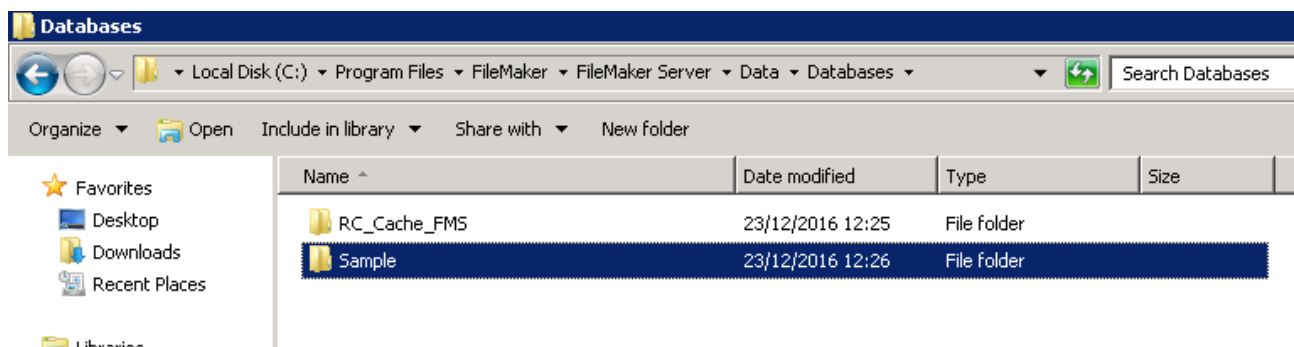 Databases
Local Disk (C:) Program Files FileMaker FileMaker Server Data Databases Search Databases
Organize Open Include in library Share with New folder
Favorites
Desktop
Downloads
Recent Places
Libraries
Name Date modified Type Size
RC_Cache_FMS 23/12/2016 12:25 File folder
Sample 23/12/2016 12:26 File folder